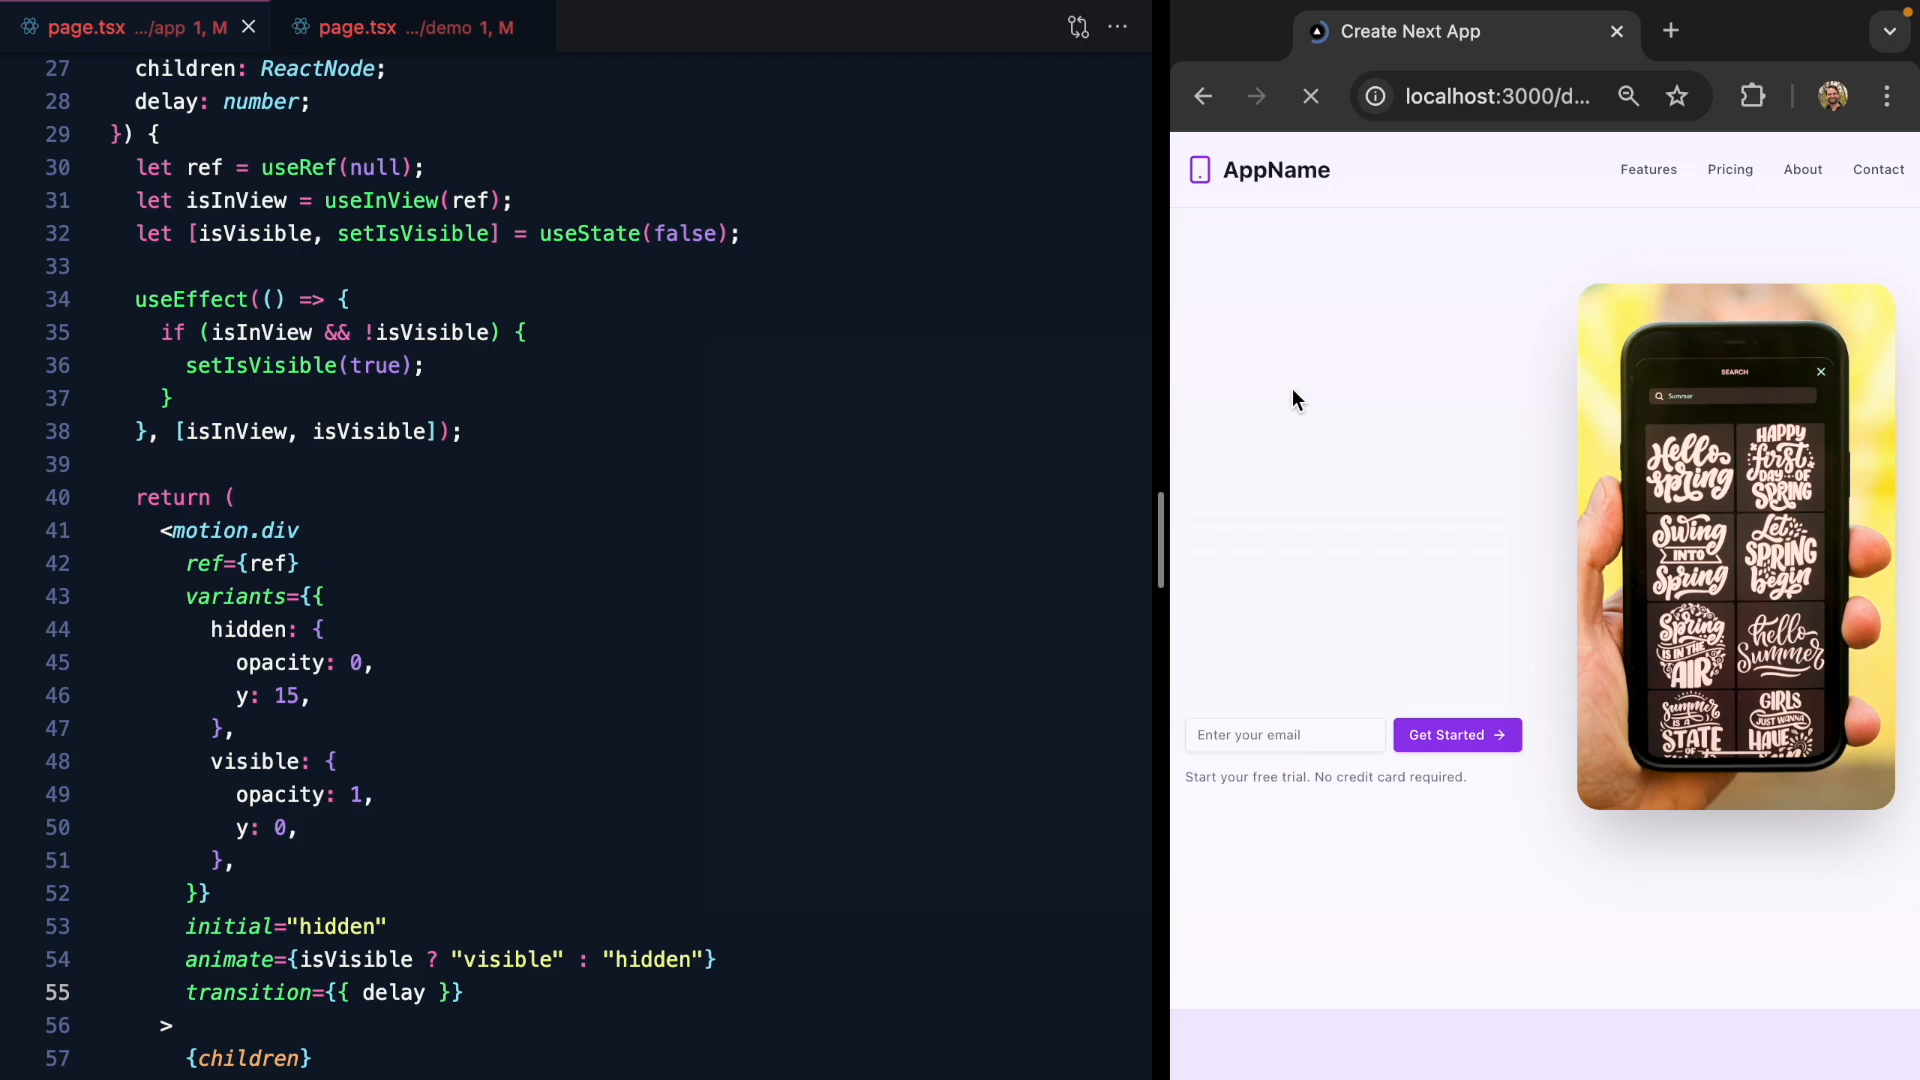 page.tsx .../app 1, M
page.tsx .../demo 1, M
27 children: ReactNode;
28 delay: number;
29 }) {
30 let ref = useRef(null);
31 let isInView = useInView(ref);
32 let [isVisible, setIsVisible] = useState(false);
33
34 useEffect(() => {
35 if (isInView && !isVisible) {
36 setIsVisible(true);
37 }
38 }, [isInView, isVisible]);
39
40 return (
41 <motion.div
42 ref={ref}
43 variants={{
44 hidden: {
45 opacity: 0,
46 y: 15,
47 },
48 visible: {
49 opacity: 1,
50 y: 0,
51 },
52 }}
53 initial="hidden"
54 animate={isVisible ? "visible" : "hidden"}
55 transition={{ delay }}
56 >
57 {children}
Create Next App
localhost:3000/d...
AppName
Features Pricing About Contact
SEARCH
Summer
Hello spring
HAPPY first DAY OF SPRING
Swing INTO Spring
Let SPRING begin
Spring IS IN THE AIR
hello Summer
Summer IS A STATE OF
GIRLS JUST WANNA HAVE
Enter your email
Get Started
Start your free trial. No credit card required.